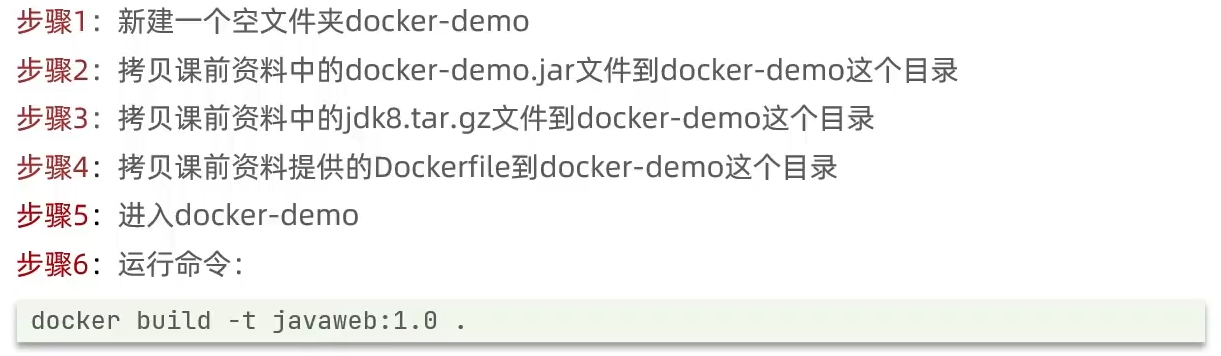 步骤1：新建一个空文件夹docker-demo
步骤2：拷贝课前资料中的docker-demo.jar文件到docker-demo这个目录
步骤3：拷贝课前资料中的jdk8.tar.gz文件到docker-demo这个目录
步骤4：拷贝课前资料提供的Dockerfile到docker-demo这个目录
步骤5：进入docker-demo
步骤6：运行命令：
docker build -t javaweb:1.0 .